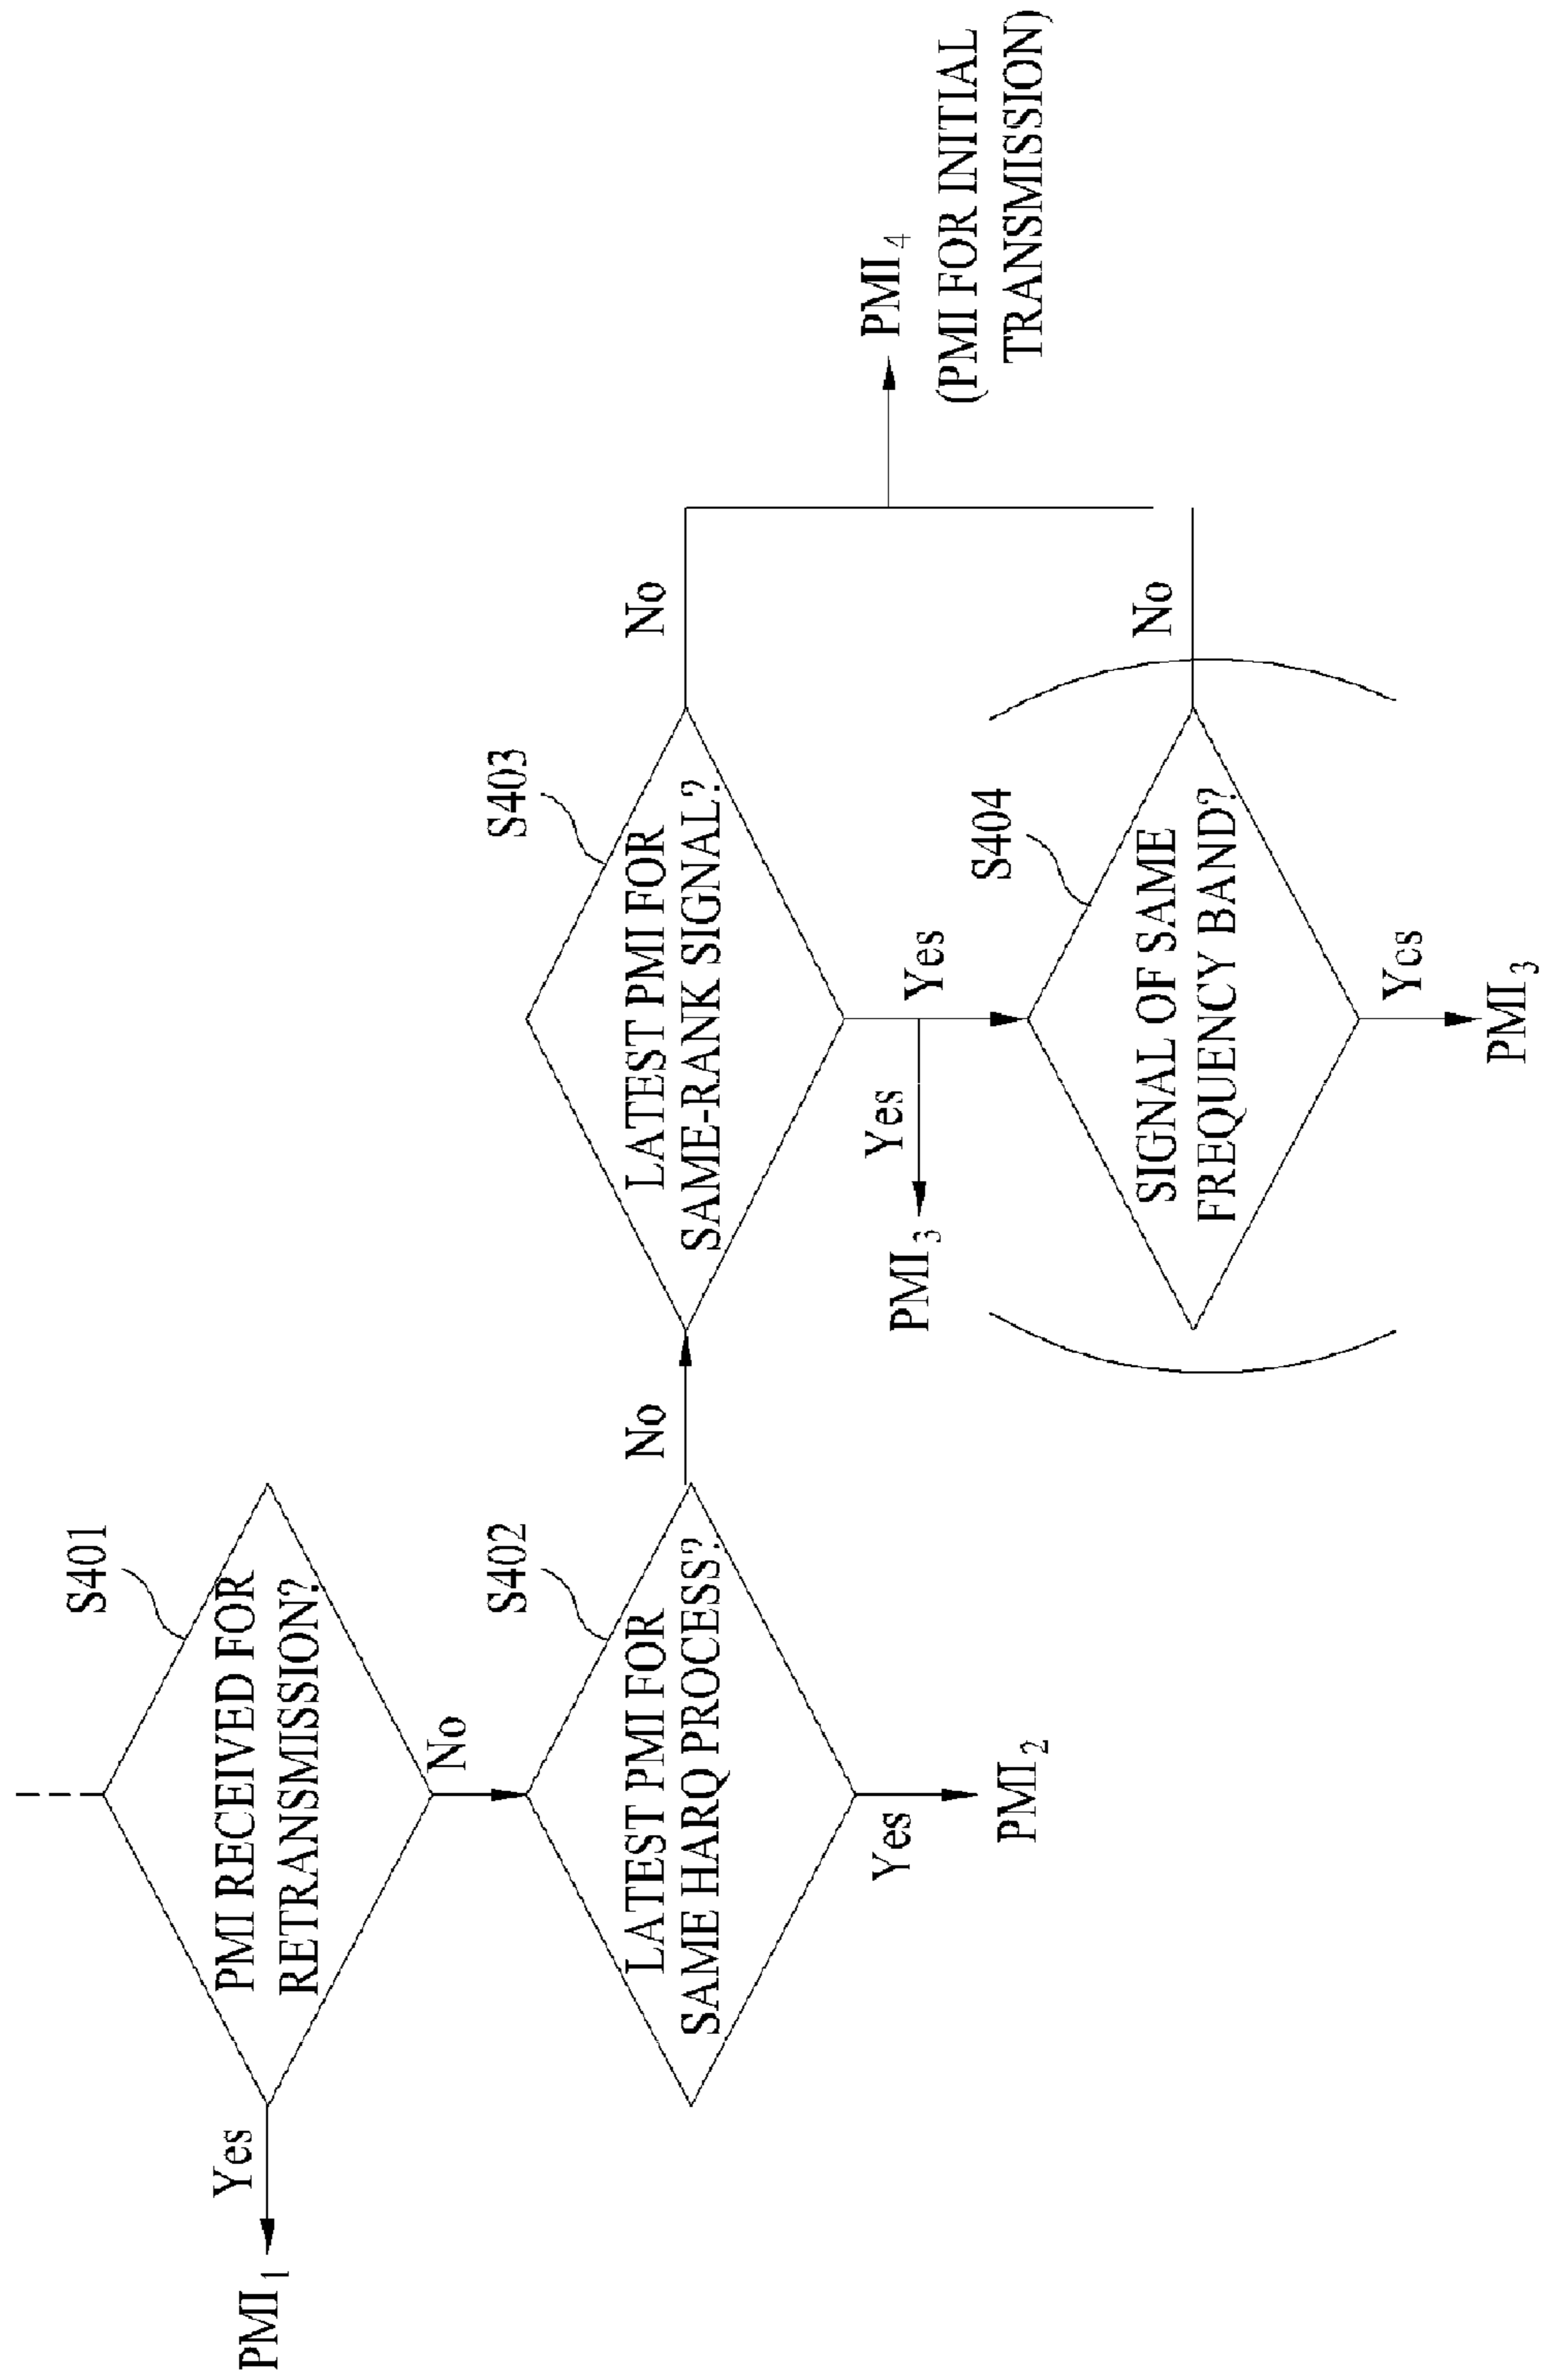 S401
PMI RECEIVED FOR
RETRANSMISSION?
Yes
PMI1
No
S402
LATEST PMI FOR
SAME HARQ PROCESS?
Yes
PMI2
No
S403
LATEST PMI FOR
SAME-RANK SIGNAL?
No
Yes
Yes
PMI3
S404
SIGNAL OF SAME
FREQUENCY BAND?
No
Yes
PMI3
PMI4
(PMI FOR INITIAL
TRANSMISSION)